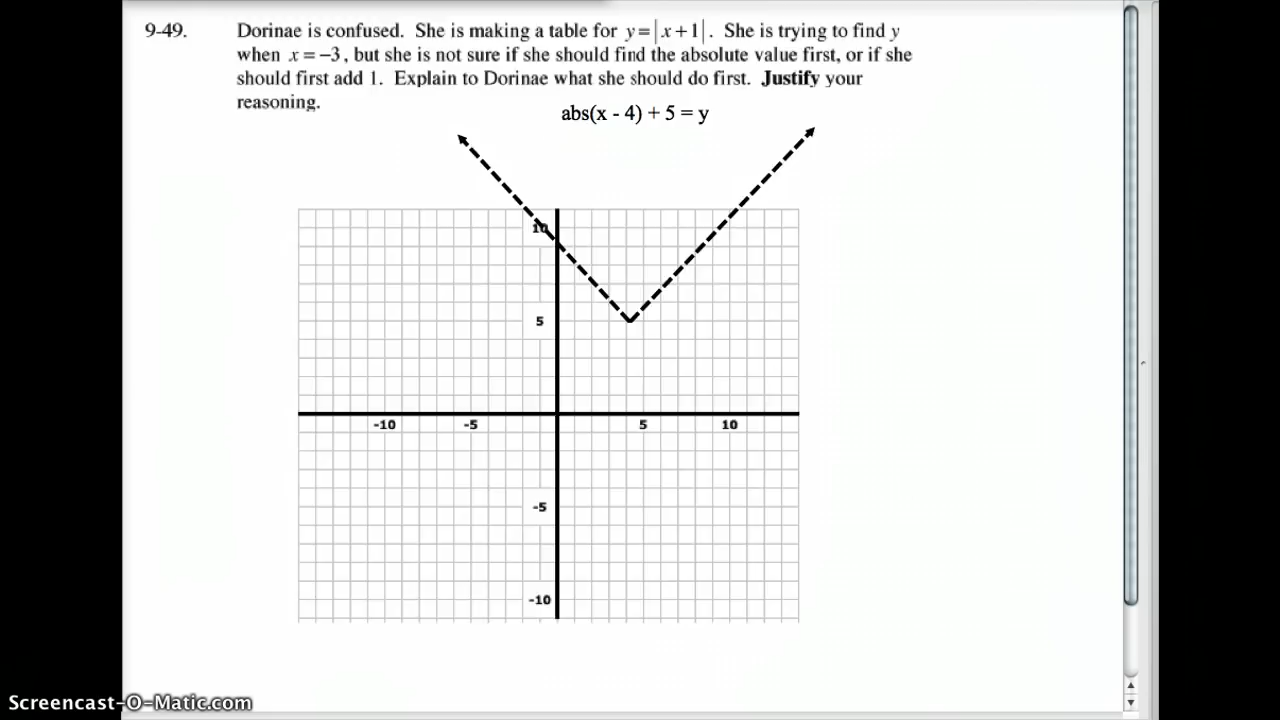 9-49. Dorinae is confused. She is making a table for y=|x+1|. She is trying to find y
when x=−3, but she is not sure if she should find the absolute value first, or if she
should first add 1. Explain to Dorinae what she should do first. Justify your
reasoning.
abs(x - 4) + 5 = y
10
5
-10 -5 5 10
-5
-10
Screencast-O-Matic.com